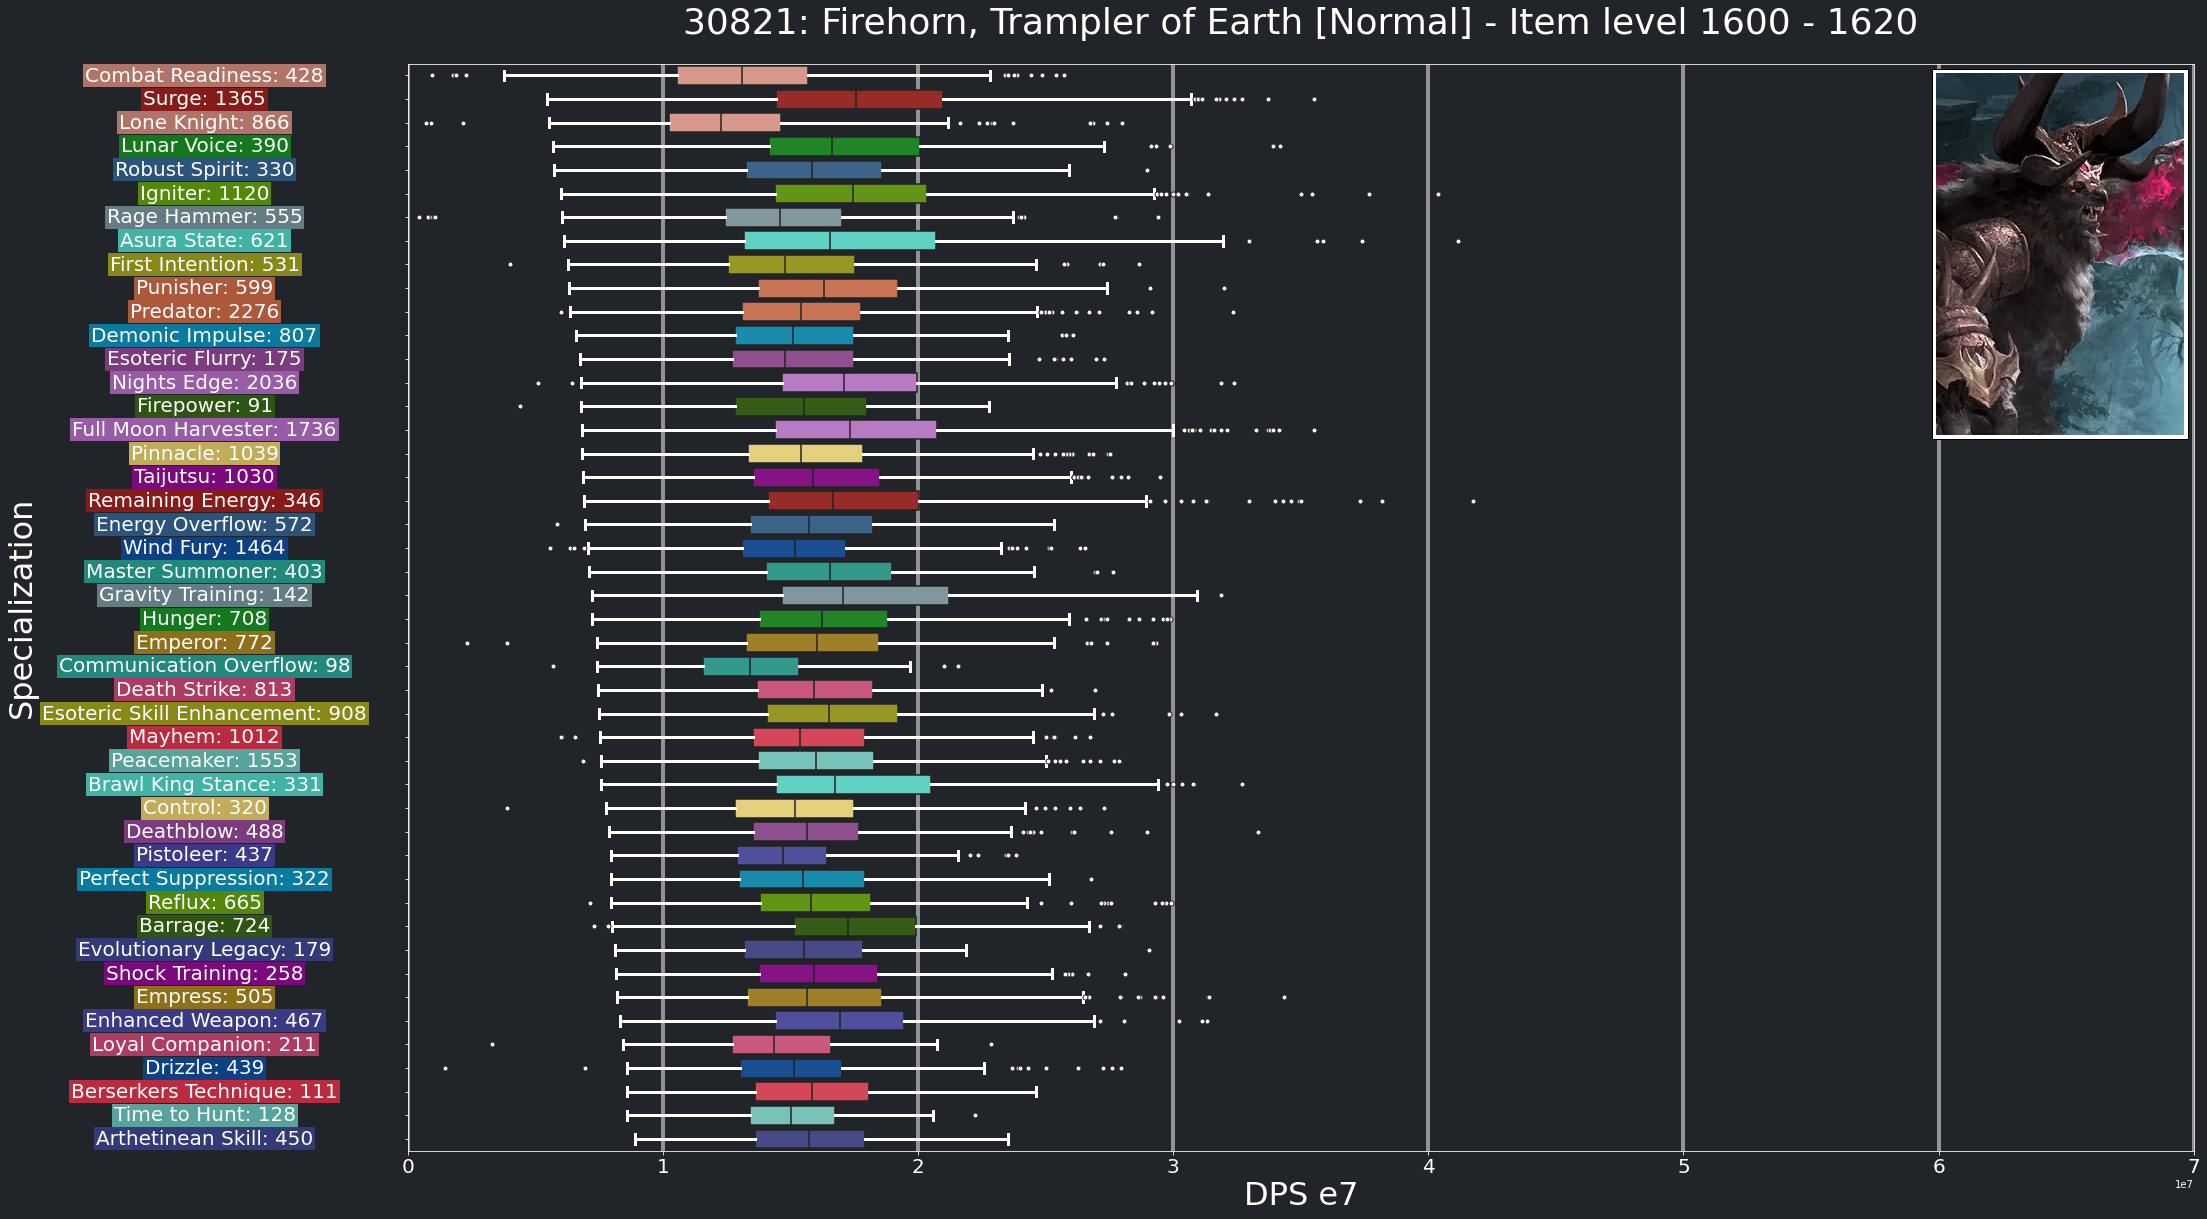 30821: Firehorn, Trampler of Earth [Normal] - Item level 1600 - 1620
Specialization
Combat Readiness: 428
Surge: 1365
Lone Knight: 866
Lunar Voice: 390
Robust Spirit: 330
Igniter: 1120
Rage Hammer: 555
Asura State: 621
First Intention: 531
Punisher: 599
Predator: 2276
Demonic Impulse: 807
Esoteric Flurry: 175
Nights Edge: 2036
Firepower: 91
Full Moon Harvester: 1736
Pinnacle: 1039
Taijutsu: 1030
Remaining Energy: 346
Energy Overflow: 572
Wind Fury: 1464
Master Summoner: 403
Gravity Training: 142
Hunger: 708
Emperor: 772
Communication Overflow: 98
Death Strike: 813
Esoteric Skill Enhancement: 908
Mayhem: 1012
Peacemaker: 1553
Brawl King Stance: 331
Control: 320
Deathblow: 488
Pistoleer: 437
Perfect Suppression: 322
Reflux: 665
Barrage: 724
Evolutionary Legacy: 179
Shock Training: 258
Empress: 505
Enhanced Weapon: 467
Loyal Companion: 211
Drizzle: 439
Berserkers Technique: 111
Time to Hunt: 128
Arthetinean Skill: 450
0 1 2 3 4 5 6 7
1e7
DPS e7